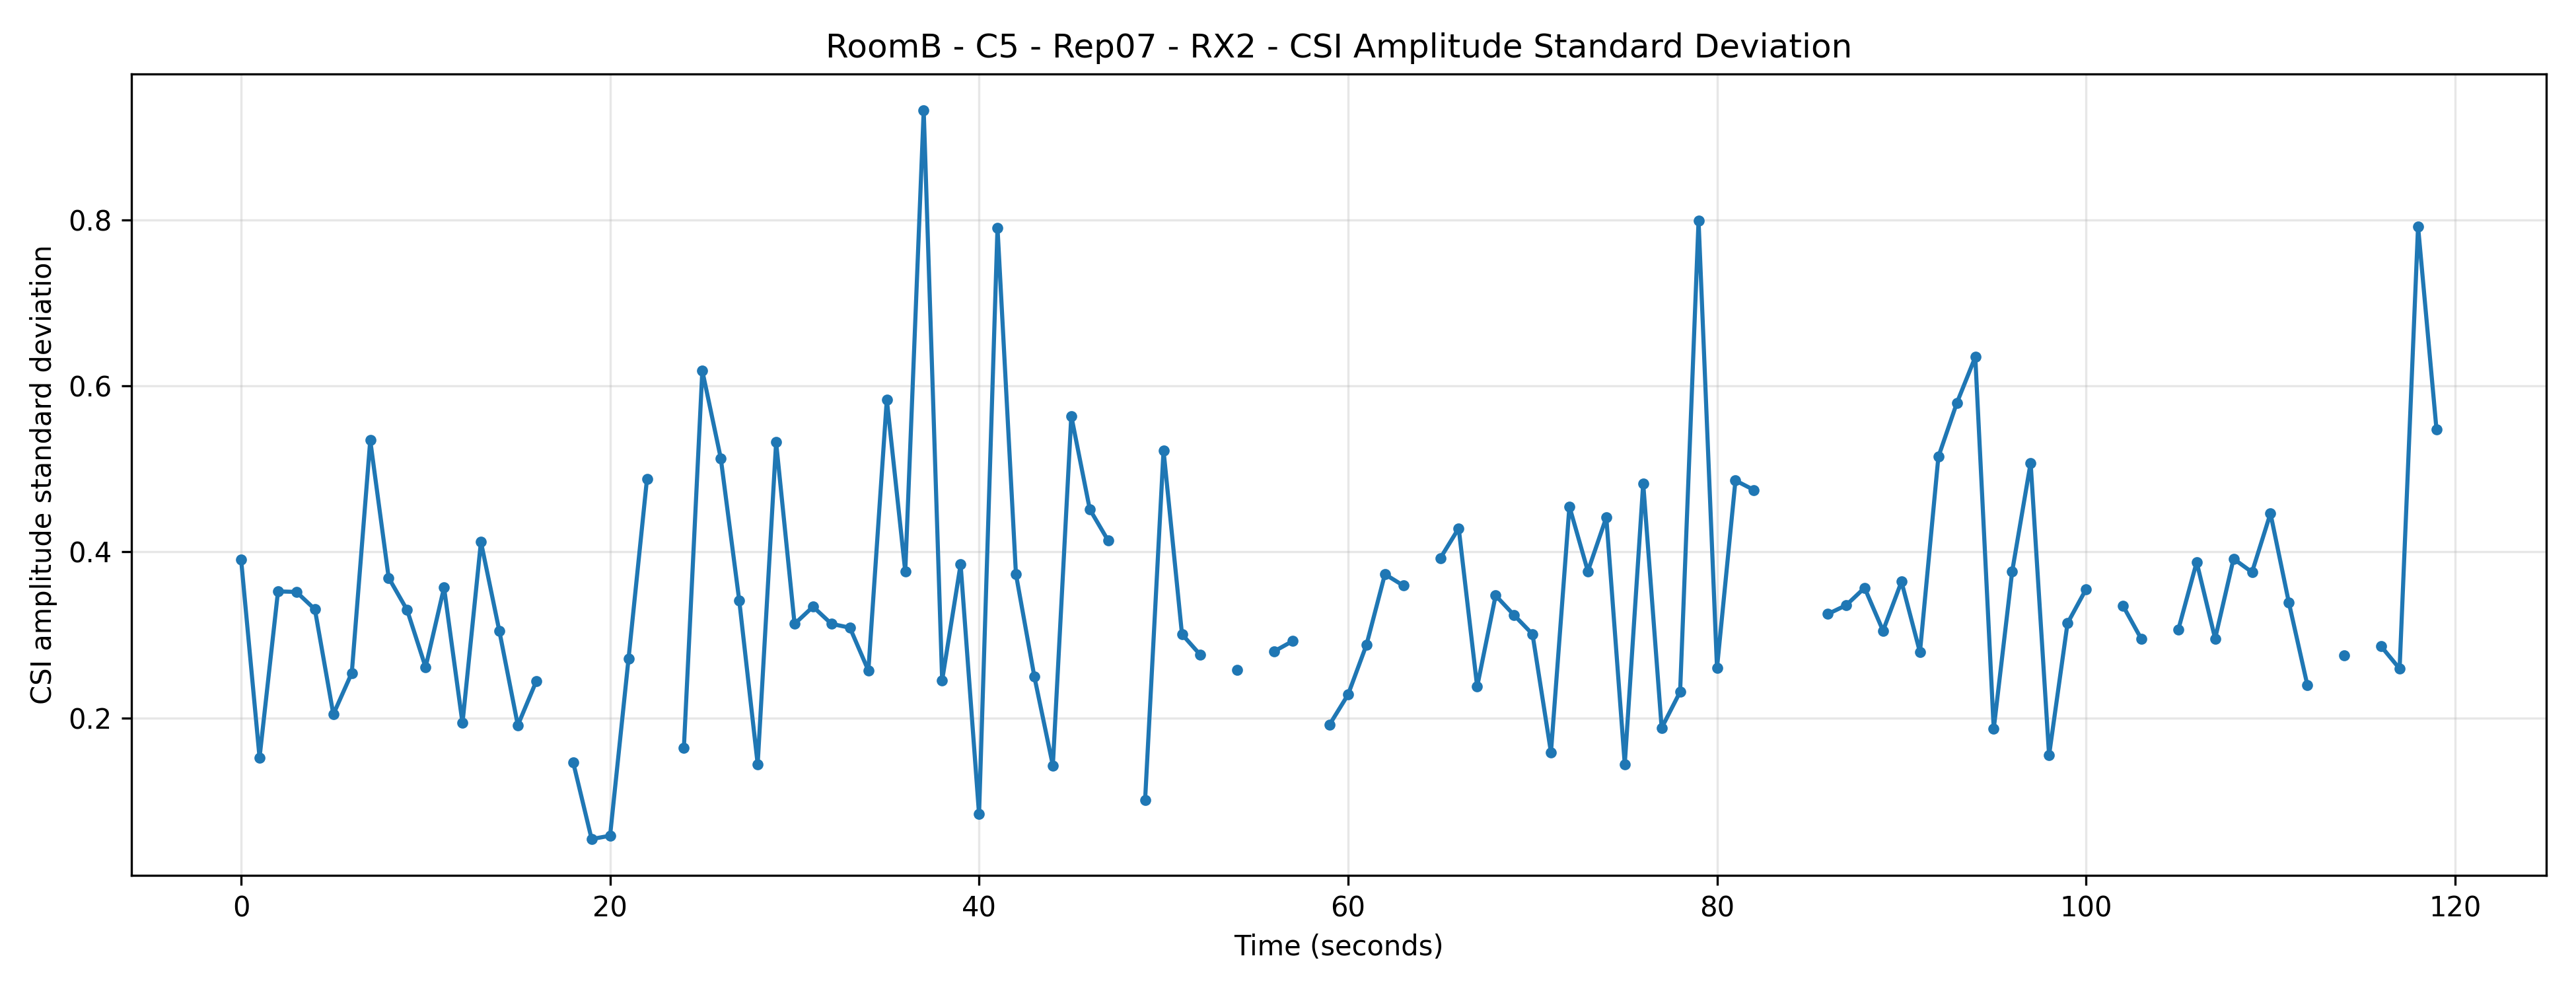 RoomB - C5 - Rep07 - RX2 - CSI Amplitude Standard Deviation
CSI amplitude standard deviation
0.8
0.6
0.4
0.2
0 20 40 60 80 100 120
Time (seconds)